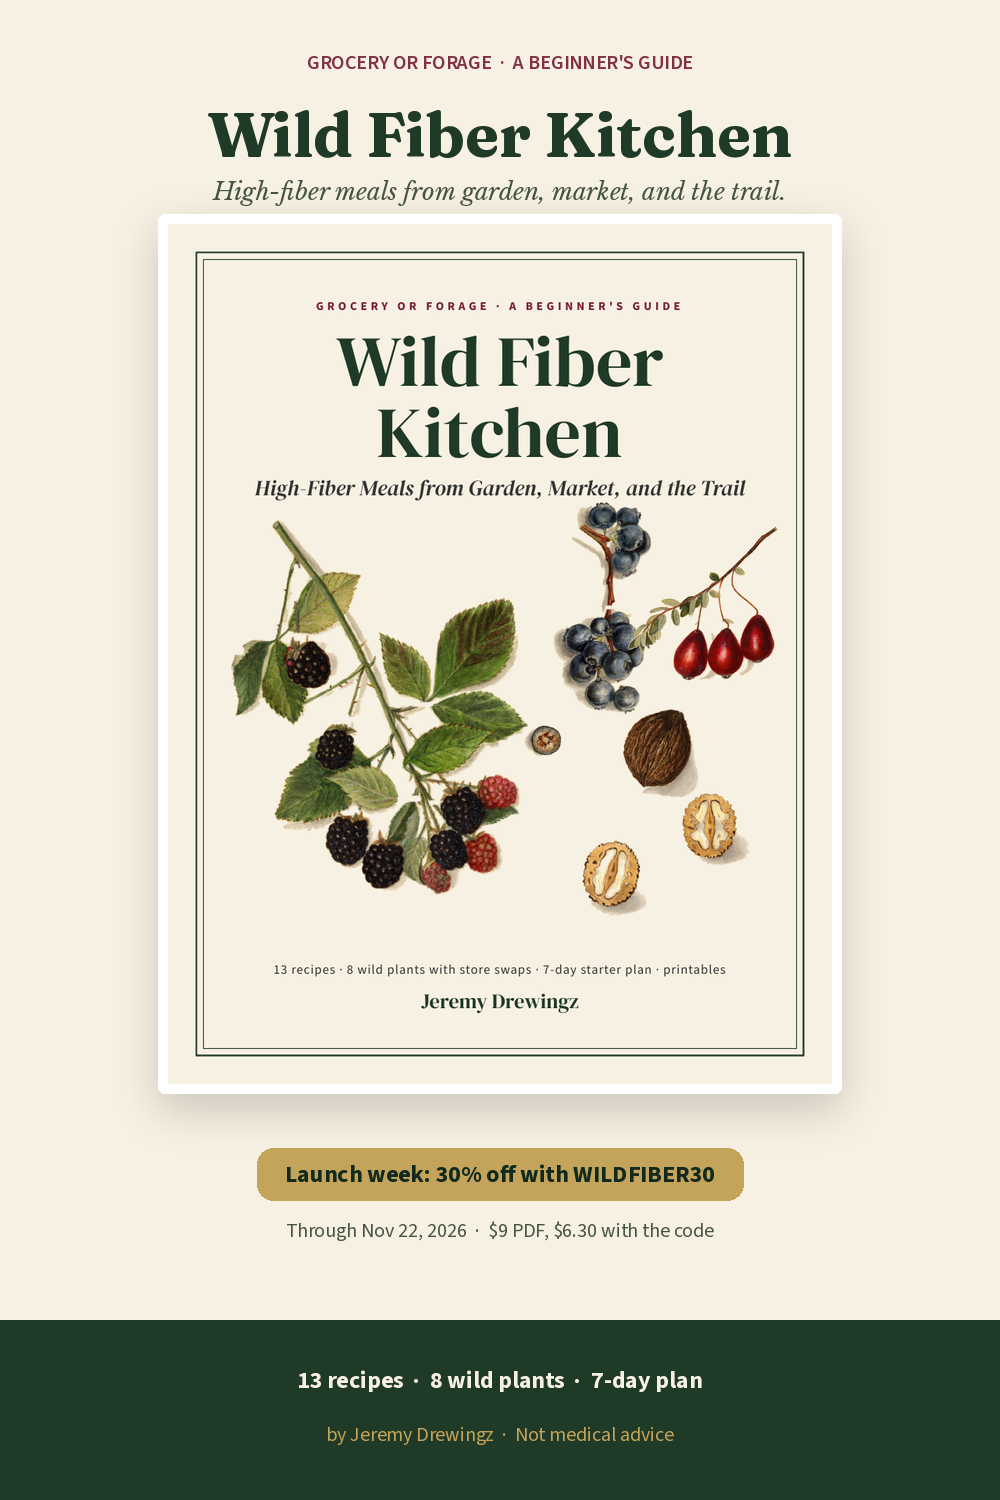 GROCERY OR FORAGE · A BEGINNER'S GUIDE
Wild Fiber Kitchen
High-fiber meals from garden, market, and the trail.
GROCERY OR FORAGE · A BEGINNER'S GUIDE
Wild Fiber
Kitchen
High-Fiber Meals from Garden, Market, and the Trail
13 recipes · 8 wild plants with store swaps · 7-day starter plan · printables
Jeremy Drewingz
Launch week: 30% off with WILDFIBER30
Through Nov 22, 2026 · $9 PDF, $6.30 with the code
13 recipes · 8 wild plants · 7-day plan
by Jeremy Drewingz · Not medical advice